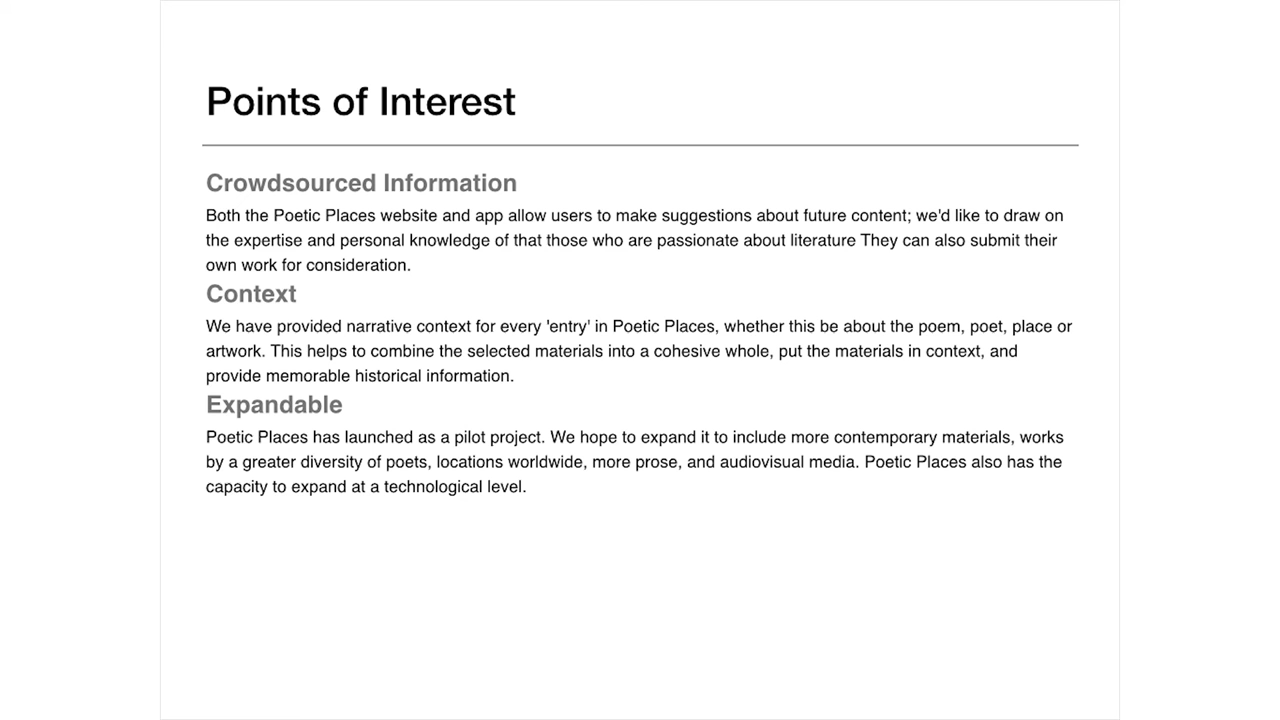 Points of Interest
Crowdsourced Information
Both the Poetic Places website and app allow users to make suggestions about future content; we'd like to draw on
the expertise and personal knowledge of that those who are passionate about literature They can also submit their
own work for consideration.
Context
We have provided narrative context for every 'entry' in Poetic Places, whether this be about the poem, poet, place or
artwork. This helps to combine the selected materials into a cohesive whole, put the materials in context, and
provide memorable historical information.
Expandable
Poetic Places has launched as a pilot project. We hope to expand it to include more contemporary materials, works
by a greater diversity of poets, locations worldwide, more prose, and audiovisual media. Poetic Places also has the
capacity to expand at a technological level.